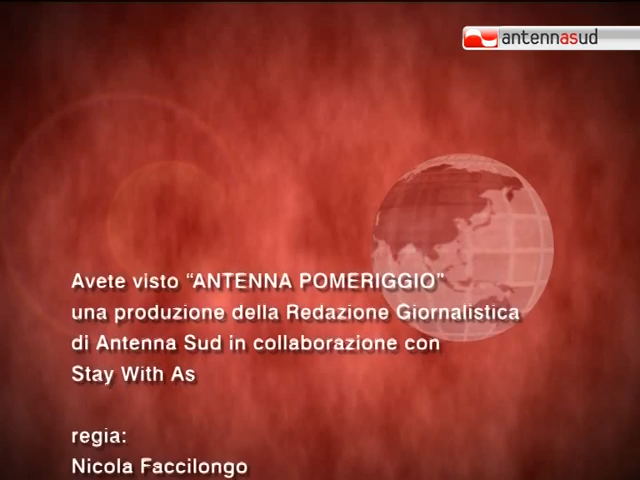 antennasud
Avete visto “ANTENNA POMERIGGIO”
una produzione della Redazione Giornalistica
di Antenna Sud in collaborazione con
Stay With As
regia:
Nicola Faccilongo